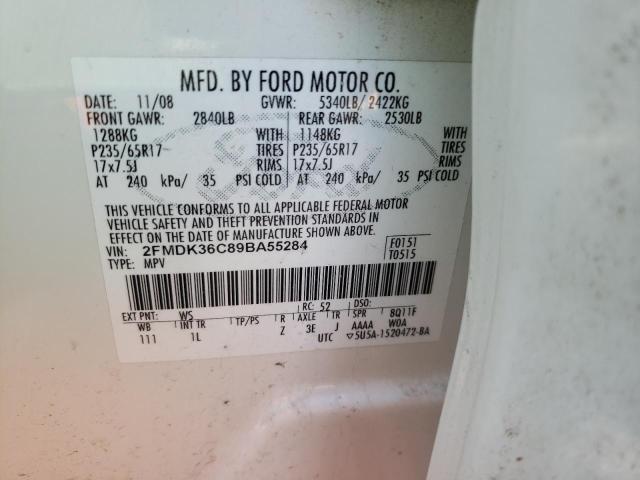 MFD. BY FORD MOTOR CO.
DATE: 11/08 GVWR: 5340LB/ 2422KG
FRONT GAWR: 2840LB REAR GAWR: 2530LB
1288KG WITH 1148KG WITH
P235/65R17 TIRES P235/65R17 TIRES
17x7.5J RIMS 17x7.5J RIMS
AT 240 kPa/ 35 PSI COLD AT 240 kPa/ 35 PSI COLD
THIS VEHICLE CONFORMS TO ALL APPLICABLE FEDERAL MOTOR
VEHICLE SAFETY AND THEFT PREVENTION STANDARDS IN
EFFECT ON THE DATE OF MANUFACTURE SHOWN ABOVE.
VIN: 2FMDK36C89BA55284 F0151
TYPE: MPV T0515
EXT PNT: WS RC: 52 DSO:
WB INT TR TP/PS R AXLE TR SPR 8Q11F
111 1L Z 3E J AAAA W0A
UTC ▽5U5A-1520472-BA